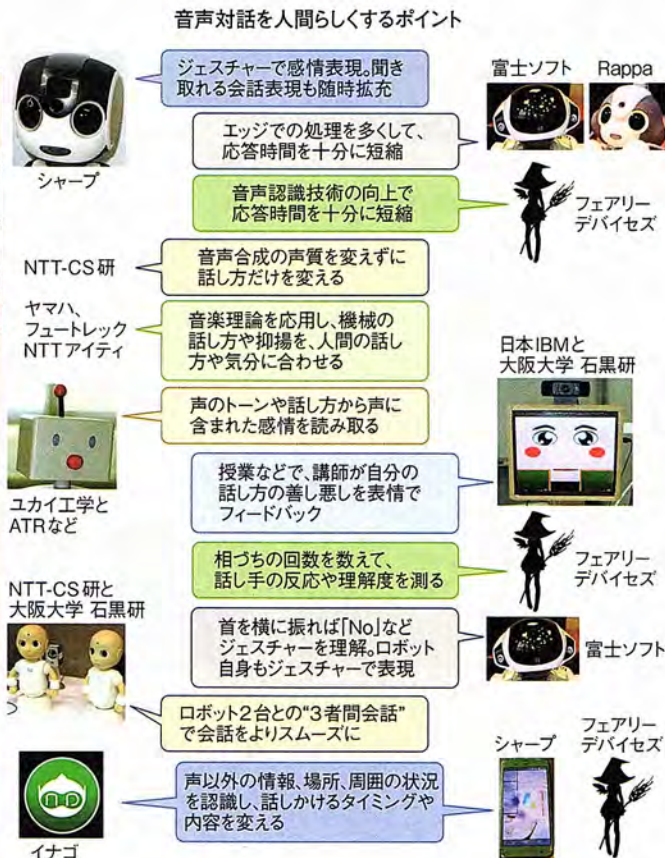 音声対話を人間らしくするポイント
ジェスチャーで感情表現。聞き
取れる会話表現も随時拡充
シャープ
富士ソフト
Rappa
エッジでの処理を多くして、
応答時間を十分に短縮
音声認識技術の向上で
応答時間を十分に短縮
フェアリー
デバイセズ
NTT-CS研
音声合成の声質を変えずに
話し方だけを変える
ヤマハ、
フュートレック
NTTアイティ
音楽理論を応用し、機械の
話し方や抑揚を、人間の話し
方や気分に合わせる
日本IBMと
大阪大学 石黒研
声のトーンや話し方から声に
含まれた感情を読み取る
ユカイ工学と
ATRなど
授業などで、講師が自分の
話し方の善し悪しを表情で
フィードバック
相づちの回数を数えて、
話し手の反応や理解度を測る
フェアリー
デバイセズ
NTT-CS研と
大阪大学 石黒研
首を横に振れば「No」など
ジェスチャーを理解。ロボット
自身もジェスチャーで表現
富士ソフト
ロボット2台との“3者間会話”
で会話をよりスムーズに
シャープ
フェアリー
デバイセズ
声以外の情報、場所、周囲の状況
を認識し、話しかけるタイミングや
内容を変える
イナゴ